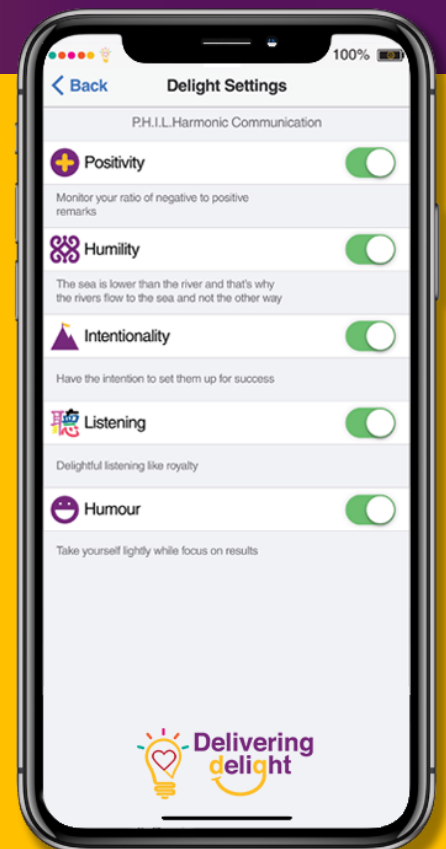 100%
Back
Delight Settings
P.H.I.L.Harmonic Communication
Positivity
Monitor your ratio of negative to positive
remarks
Humility
The sea is lower than the river and that's why
the rivers flow to the sea and not the other way
Intentionality
Have the intention to set them up for success
聽 Listening
Delightful listening like royalty
Humour
Take yourself lightly while focus on results
Delivering
delight